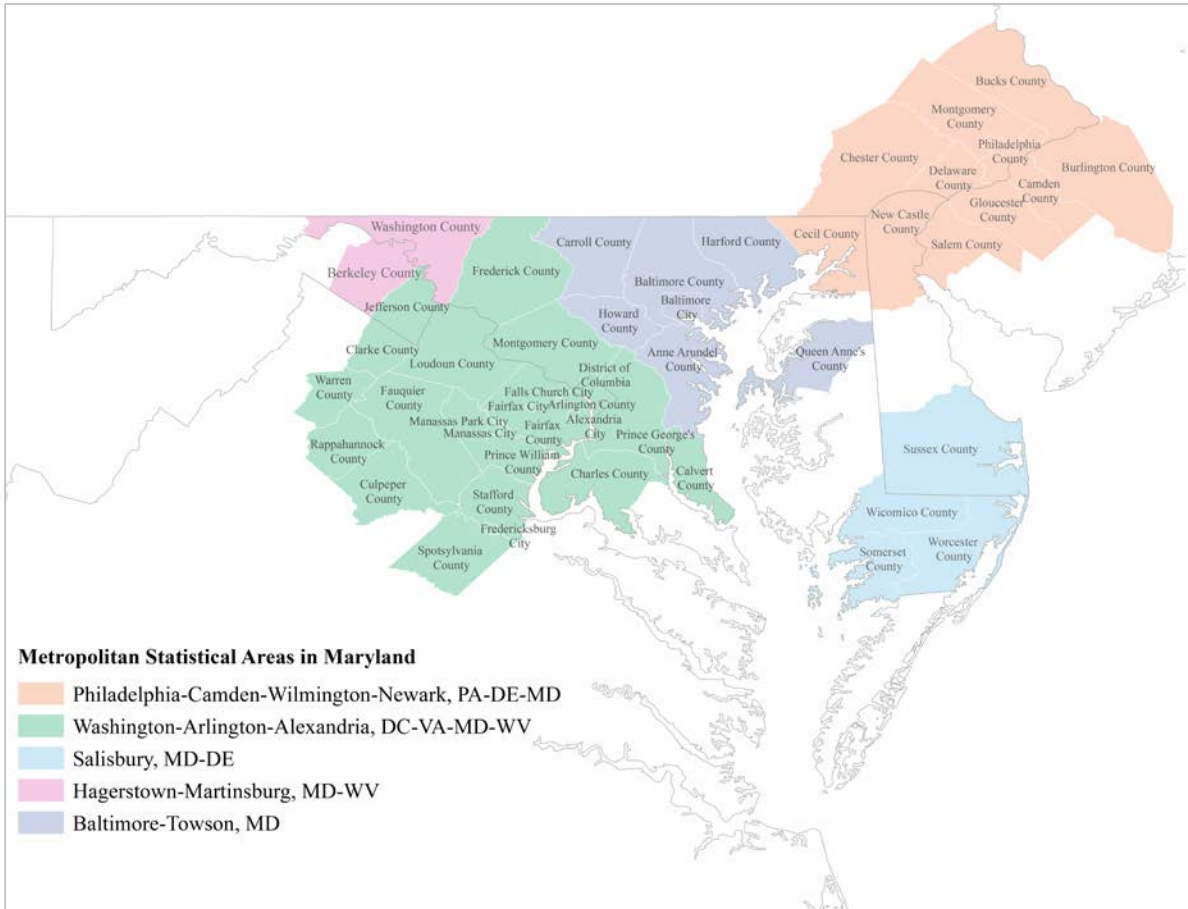 Bucks County
Montgomery
County
Philadelphia
County
Chester County
Burlington County
Delaware
County
Camden
County
Gloucester
County
New Castle
County
Salem County
Cecil County
Washington County
Berkeley County
Jefferson County
Frederick County
Carroll County
Harford County
Baltimore County
Baltimore
City
Howard
County
Anne Arundel
County
Queen Anne's
County
Montgomery County
Clarke County
Loudoun County
District of
Columbia
Warren
County
Fauquier
County
Falls Church City
Fairfax City
Arlington County
Alexandria
City
Manassas Park City
Manassas City
Fairfax
County
Prince George's
County
Rappahannock
County
Prince William
County
Charles County
Calvert
County
Culpeper
County
Stafford
County
Fredericksburg
City
Spotsylvania
County
Sussex County
Wicomico County
Somerset
County
Worcester
County
Metropolitan Statistical Areas in Maryland
Philadelphia-Camden-Wilmington-Newark, PA-DE-MD
Washington-Arlington-Alexandria, DC-VA-MD-WV
Salisbury, MD-DE
Hagerstown-Martinsburg, MD-WV
Baltimore-Towson, MD